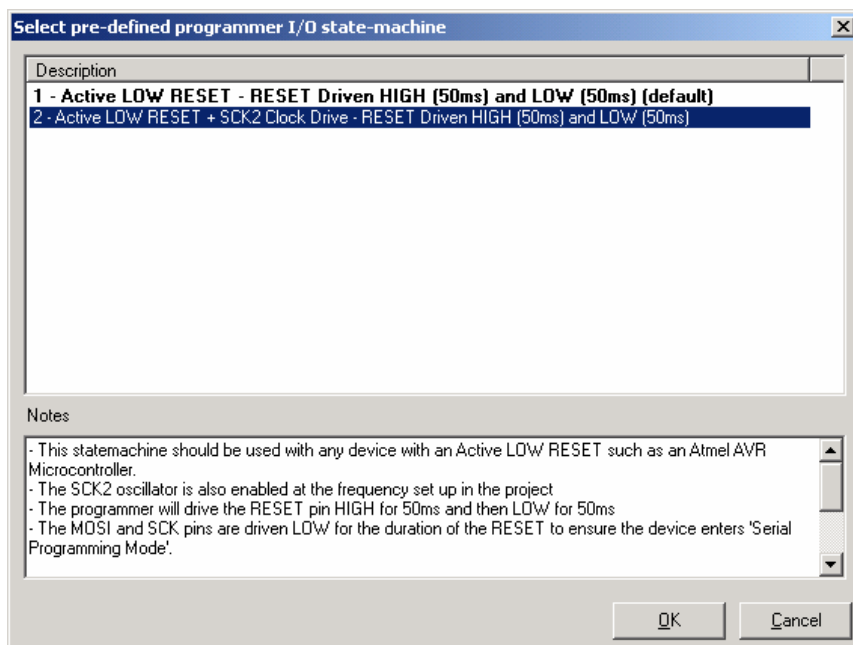 Select pre-defined programmer I/O state-machine
Description
1 - Active LOW RESET - RESET Driven HIGH (50ms) and LOW (50ms) (default)
2 - Active LOW RESET + SCK2 Clock Drive - RESET Driven HIGH (50ms) and LOW (50ms)
Notes
- This statemachine should be used with any device with an Active LOW RESET such as an Atmel AVR
Microcontroller.
- The SCK2 oscillator is also enabled at the frequency set up in the project
- The programmer will drive the RESET pin HIGH for 50ms and then LOW for 50ms
- The MOSI and SCK pins are driven LOW for the duration of the RESET to ensure the device enters 'Serial
Programming Mode'.
OK
Cancel